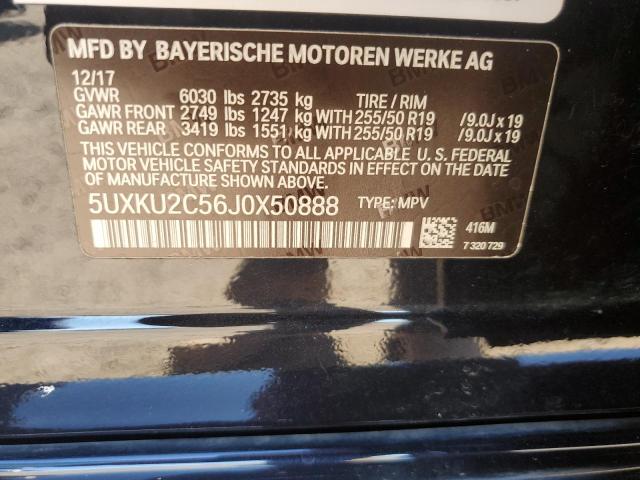 MFD BY BAYERISCHE MOTOREN WERKE AG
12/17
GVWR 6030 lbs 2735 kg TIRE / RIM
GAWR FRONT 2749 lbs 1247 kg WITH 255/50 R19 /9.0J x 19
GAWR REAR 3419 lbs 1551 kg WITH 255/50 R19 /9.0J x 19
THIS VEHICLE CONFORMS TO ALL APPLICABLE U. S. FEDERAL
MOTOR VEHICLE SAFETY STANDARDS IN EFFECT ON THE DATE
OF MANUFACTURE SHOWN ABOVE.
5UXKU2C56J0X50888 TYPE: MPV
416M
7 320 729